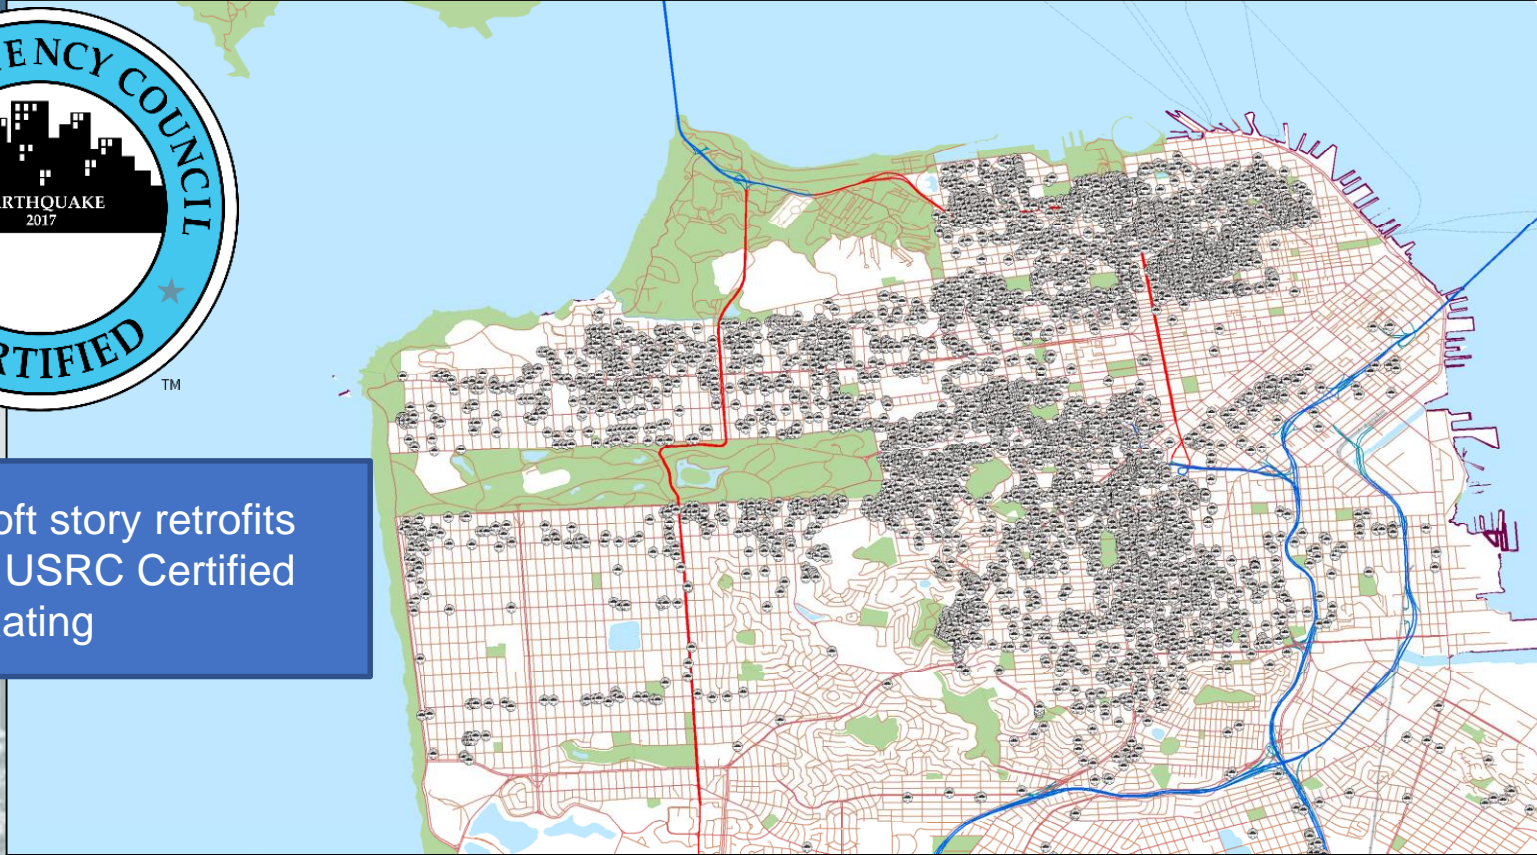 ENCY COUNCIL
RTHQUAKE
2017
RTIFIED
TM
oft story retrofits
USRC Certified
ating